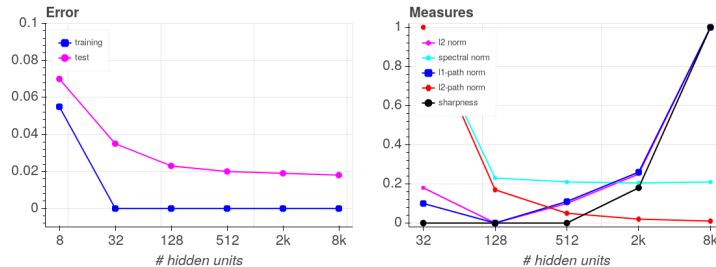 Error
0.1
0.08
0.06
0.04
0.02
0
training
test
8
32
128
512
2k
8k
# hidden units
Measures
1
0.8
0.6
0.4
0.2
0
l2 norm
spectral norm
l1-path norm
l2-path norm
sharpness
32
128
512
2k
8k
# hidden units